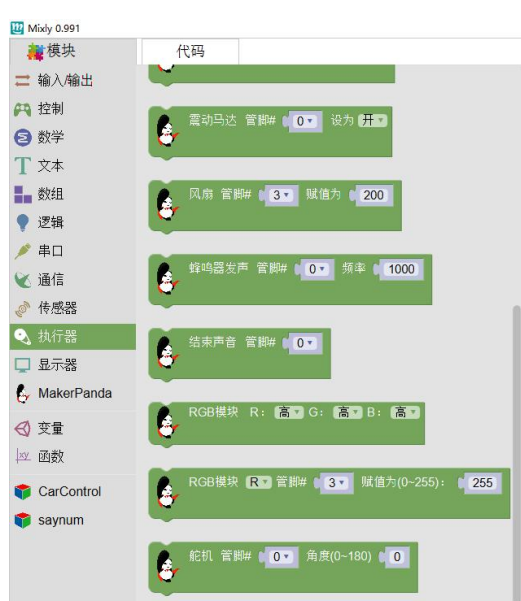 Mixly 0.991
模块
代码
输入/输出
控制
数学
文本
数组
逻辑
串口
通信
传感器
执行器
显示器
MakerPanda
变量
函数
CarControl
saynum
震动马达 管脚# 0 设为 开
风扇 管脚# 3 赋值为 200
蜂鸣器发声 管脚# 0 频率 1000
结束声音 管脚# 0
RGB模块 R: 高 G: 高 B: 高
RGB模块 R 管脚# 3 赋值为(0~255): 255
舵机 管脚# 0 角度(0~180) 0